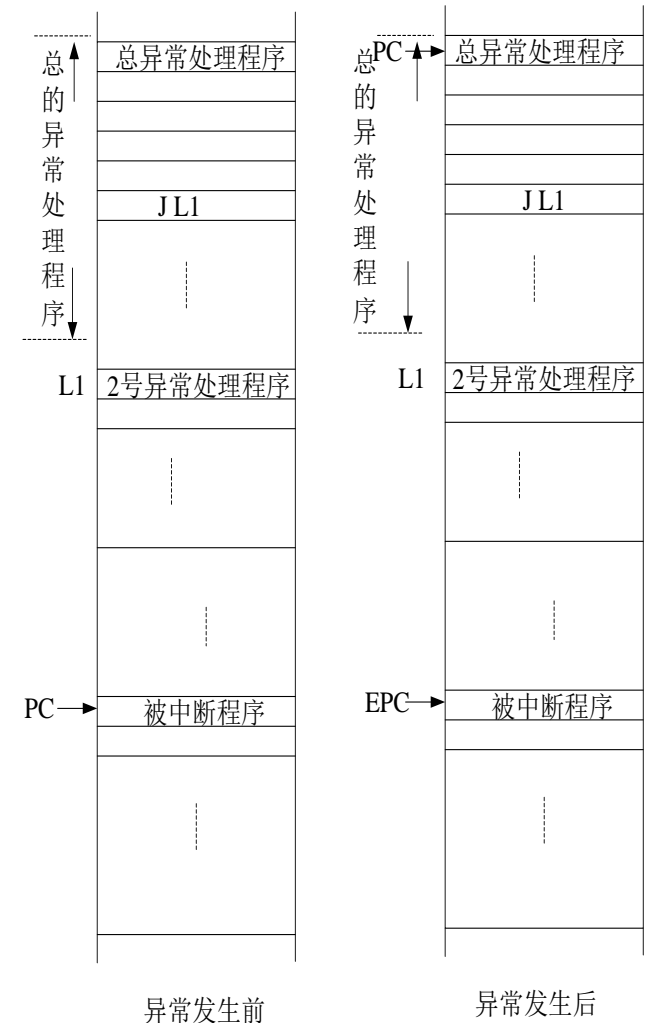 总异常处理程序
总的异常处理程序
J L1
L1 2号异常处理程序
PC 被中断程序
异常发生前
PC 总异常处理程序
总的异常处理程序
J L1
L1 2号异常处理程序
EPC 被中断程序
异常发生后